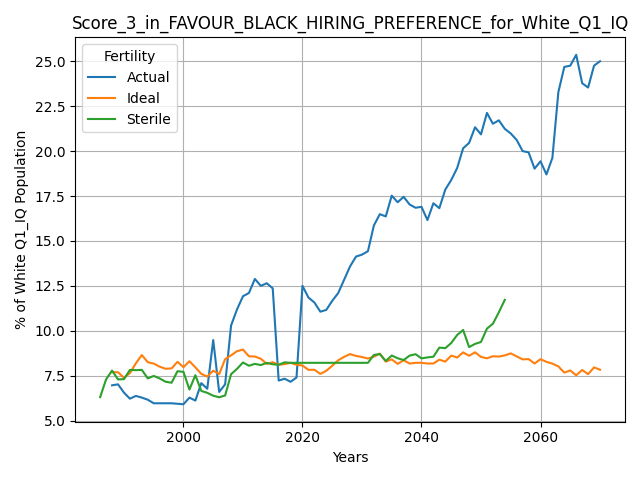 Score_3_in_FAVOUR_BLACK_HIRING_PREFERENCE_for_White_Q1_IQ
Fertility
Actual
Ideal
Sterile
% of White Q1_IQ Population
25.0
22.5
20.0
17.5
15.0
12.5
10.0
7.5
5.0
2000
2020
2040
2060
Years